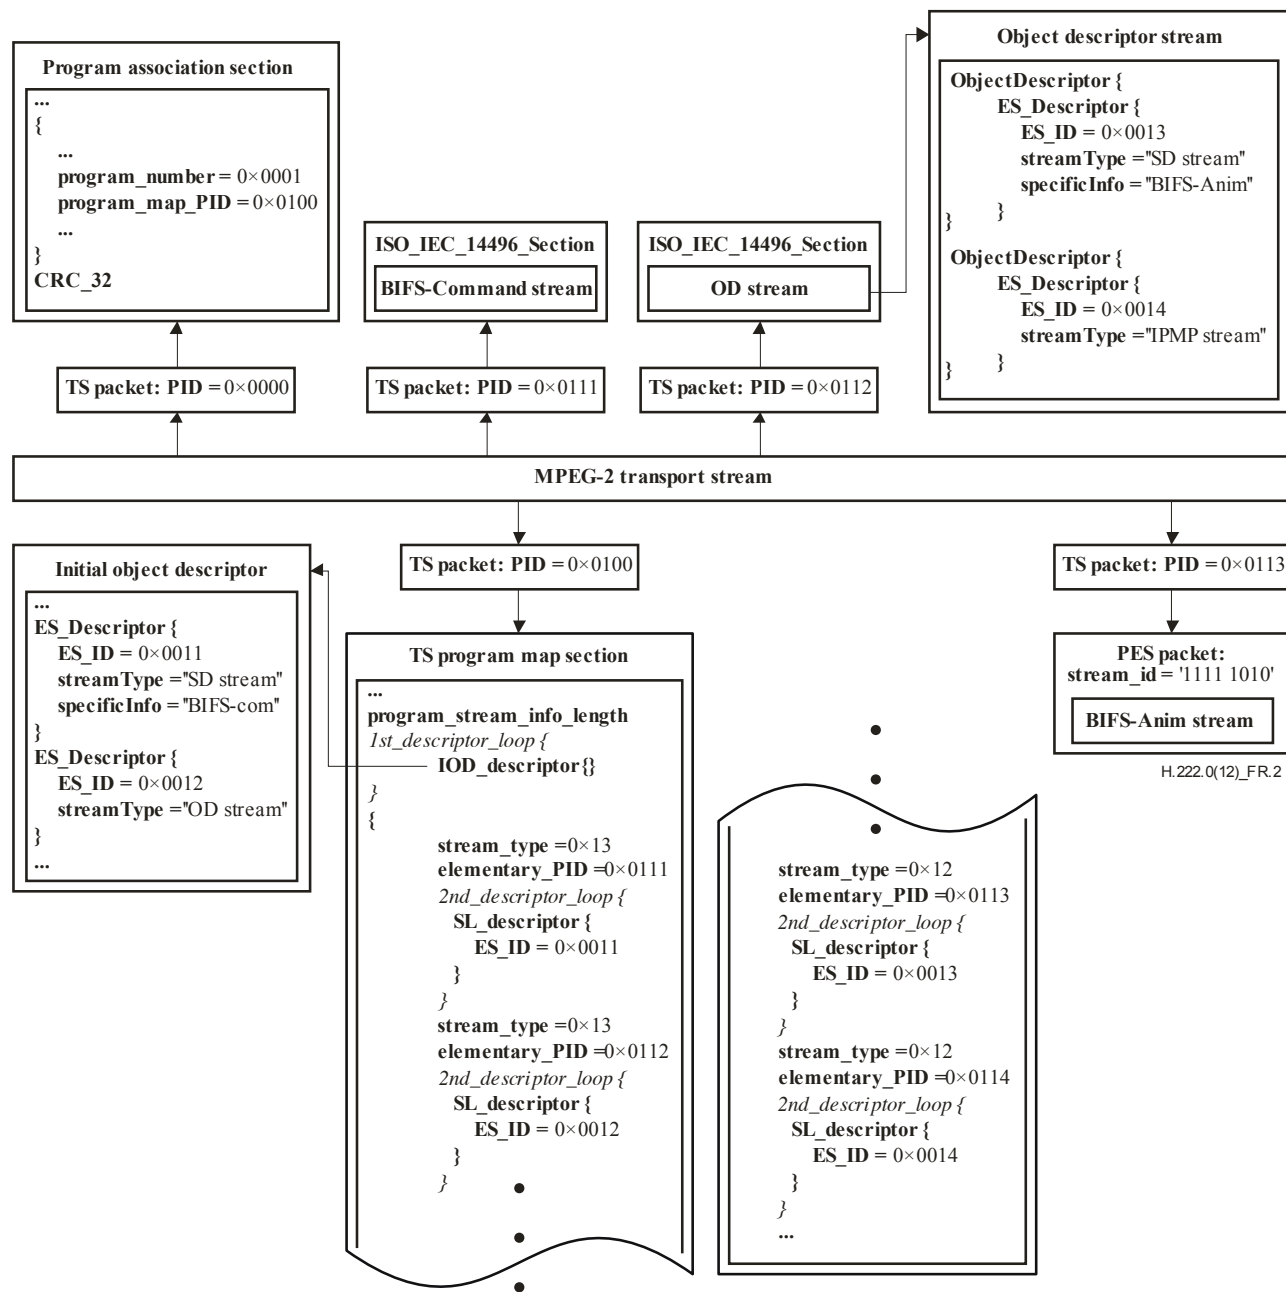 Program association section
...
{
...
program_number = 0×0001
program_map_PID = 0×0100
...
}
CRC_32
ISO_IEC_14496_Section
BIFS-Command stream
ISO_IEC_14496_Section
OD stream
Object descriptor stream
ObjectDescriptor {
ES_Descriptor {
ES_ID = 0×0013
streamType ="SD stream"
specificInfo = "BIFS-Anim"
}
}
ObjectDescriptor {
ES_Descriptor {
ES_ID = 0×0014
streamType ="IPMP stream"
}
}
TS packet: PID = 0×0000
TS packet: PID = 0×0111
TS packet: PID = 0×0112
MPEG-2 transport stream
Initial object descriptor
...
ES_Descriptor {
ES_ID = 0×0011
streamType ="SD stream"
specificInfo = "BIFS-com"
}
ES_Descriptor {
ES_ID = 0×0012
streamType ="OD stream"
}
...
TS packet: PID = 0×0100
TS program map section
...
program_stream_info_length
1st_descriptor_loop {
IOD_descriptor {}
}
{
stream_type =0×13
elementary_PID =0×0111
2nd_descriptor_loop {
SL_descriptor {
ES_ID = 0×0011
}
}
stream_type =0×13
elementary_PID =0×0112
2nd_descriptor_loop {
SL_descriptor {
ES_ID = 0×0012
}
}
stream_type =0×12
elementary_PID =0×0113
2nd_descriptor_loop {
SL_descriptor {
ES_ID = 0×0013
}
}
stream_type =0×12
elementary_PID =0×0114
2nd_descriptor_loop {
SL_descriptor {
ES_ID = 0×0014
}
}
...
TS packet: PID = 0×0113
PES packet:
stream_id = '1111 1010'
BIFS-Anim stream
H.222.0(12)_FR.2